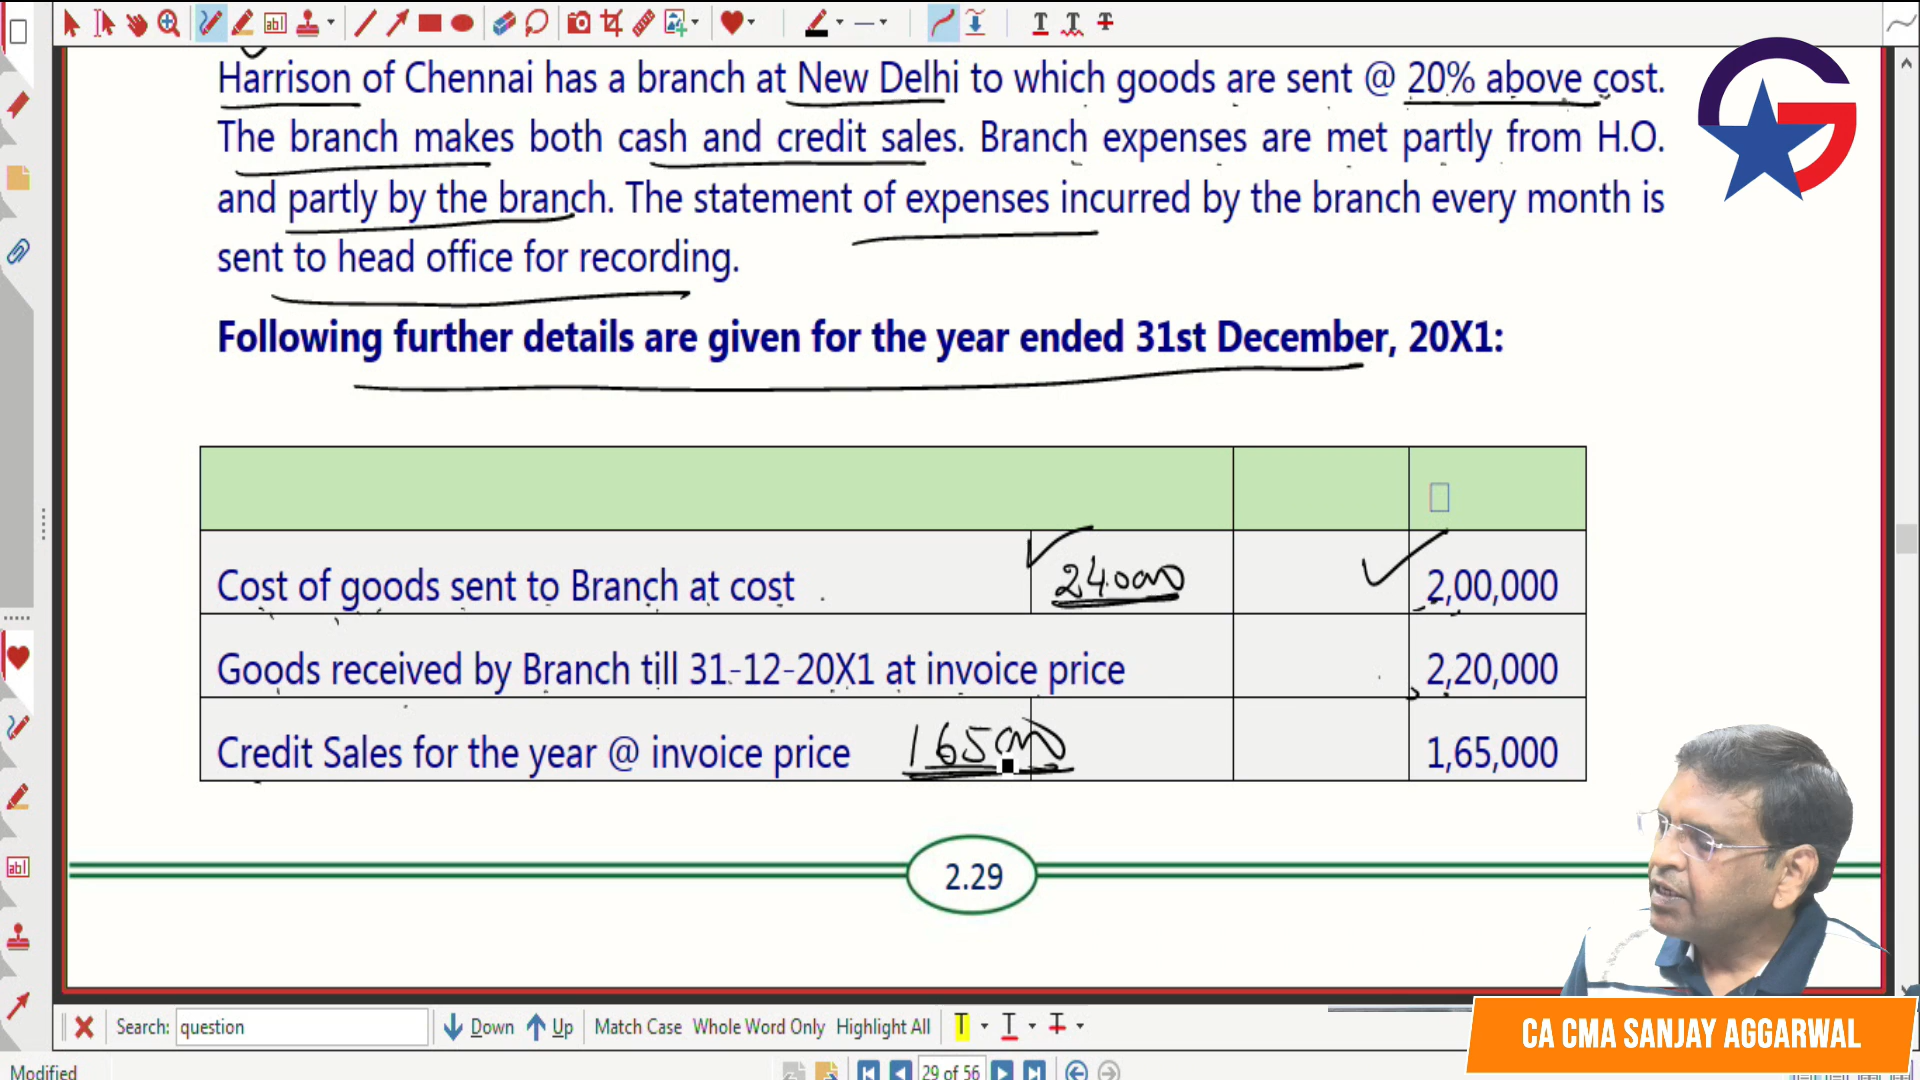 Harrison of Chennai has a branch at New Delhi to which goods are sent @ 20% above cost.
The branch makes both cash and credit sales. Branch expenses are met partly from H.O.
and partly by the branch. The statement of expenses incurred by the branch every month is
sent to head office for recording.
Following further details are given for the year ended 31st December, 20X1:
Cost of goods sent to Branch at cost 24000 2,00,000
Goods received by Branch till 31-12-20X1 at invoice price 2,20,000
Credit Sales for the year @ invoice price 165000 1,65,000
2.29
Search: question Down Up Match Case Whole Word Only Highlight All
CA CMA SANJAY AGGARWAL
Modified 29 of 56